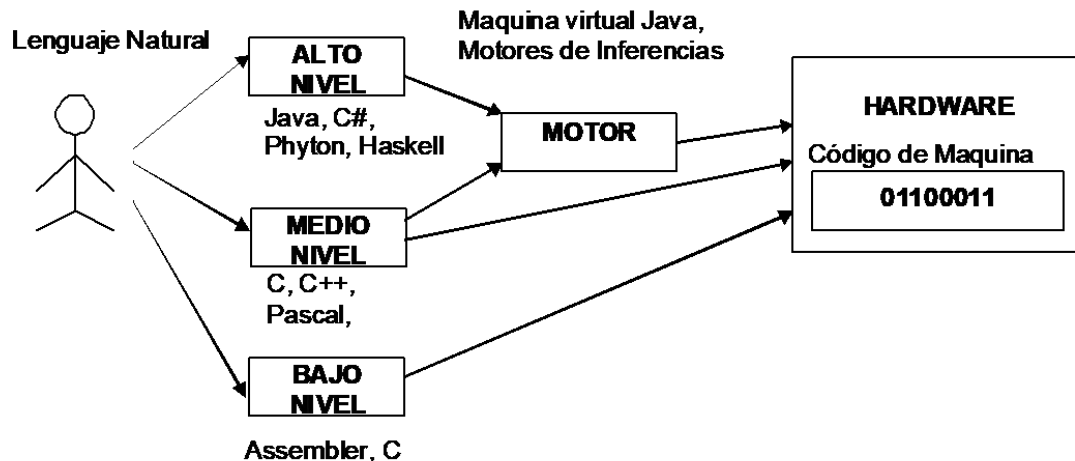 Lenguaje Natural
ALTO
NIVEL
Java, C#,
Phyton, Haskell
MEDIO
NIVEL
C, C++,
Pascal,
BAJO
NIVEL
Assembler, C
Maquina virtual Java,
Motores de Inferencias
MOTOR
HARDWARE
Código de Maquina
01100011